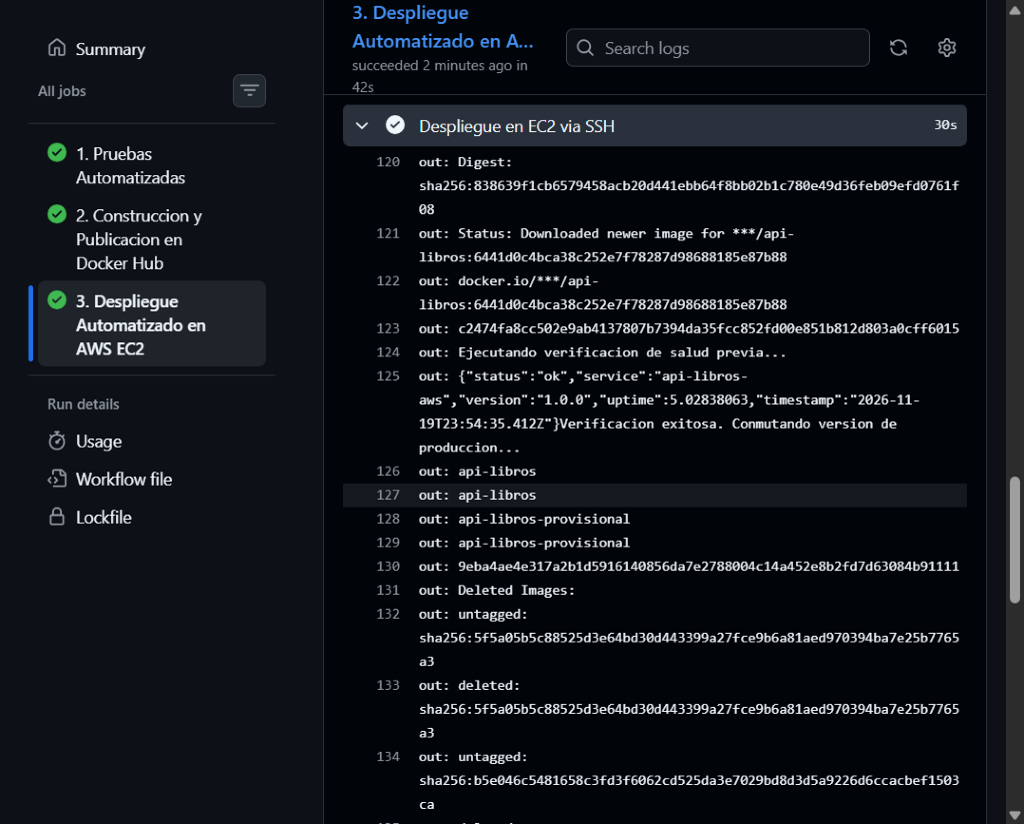 Summary
All jobs
1. Pruebas
Automatizadas
2. Construccion y
Publicacion en
Docker Hub
3. Despliegue
Automatizado en
AWS EC2
Run details
Usage
Workflow file
Lockfile
3. Despliegue
Automatizado en A...
succeeded 2 minutes ago in
42s
Search logs
Despliegue en EC2 via SSH
30s
120 out: Digest:
sha256:838639f1cb6579458acb20d441ebb64f8bb02b1c780e49d36feb09efd0761f
08
121 out: Status: Downloaded newer image for ***/api-
libros:6441d0c4bca38c252e7f78287d98688185e87b88
122 out: docker.io/***/api-
libros:6441d0c4bca38c252e7f78287d98688185e87b88
123 out: c2474fa8cc502e9ab4137807b7394da35fcc852fd00e851b812d803a0cff6015
124 out: Ejecutando verificacion de salud previa...
125 out: {"status":"ok","service":"api-libros-
aws","version":"1.0.0","uptime":5.02838063,"timestamp":"2026-11-
19T23:54:35.412Z"}Verificacion exitosa. Conmutando version de
produccion...
126 out: api-libros
127 out: api-libros
128 out: api-libros-provisional
129 out: api-libros-provisional
130 out: 9eba4ae4e317a2b1d5916140856da7e2788004c14a452e8b2fd7d63084b91111
131 out: Deleted Images:
132 out: untagged:
sha256:5f5a05b5c88525d3e64bd30d443399a27fce9b6a81aed970394ba7e25b7765
a3
133 out: deleted:
sha256:5f5a05b5c88525d3e64bd30d443399a27fce9b6a81aed970394ba7e25b7765
a3
134 out: untagged:
sha256:b5e046c5481658c3fd3f6062cd525da3e7029bd8d3d5a9226d6ccacbef1503
ca